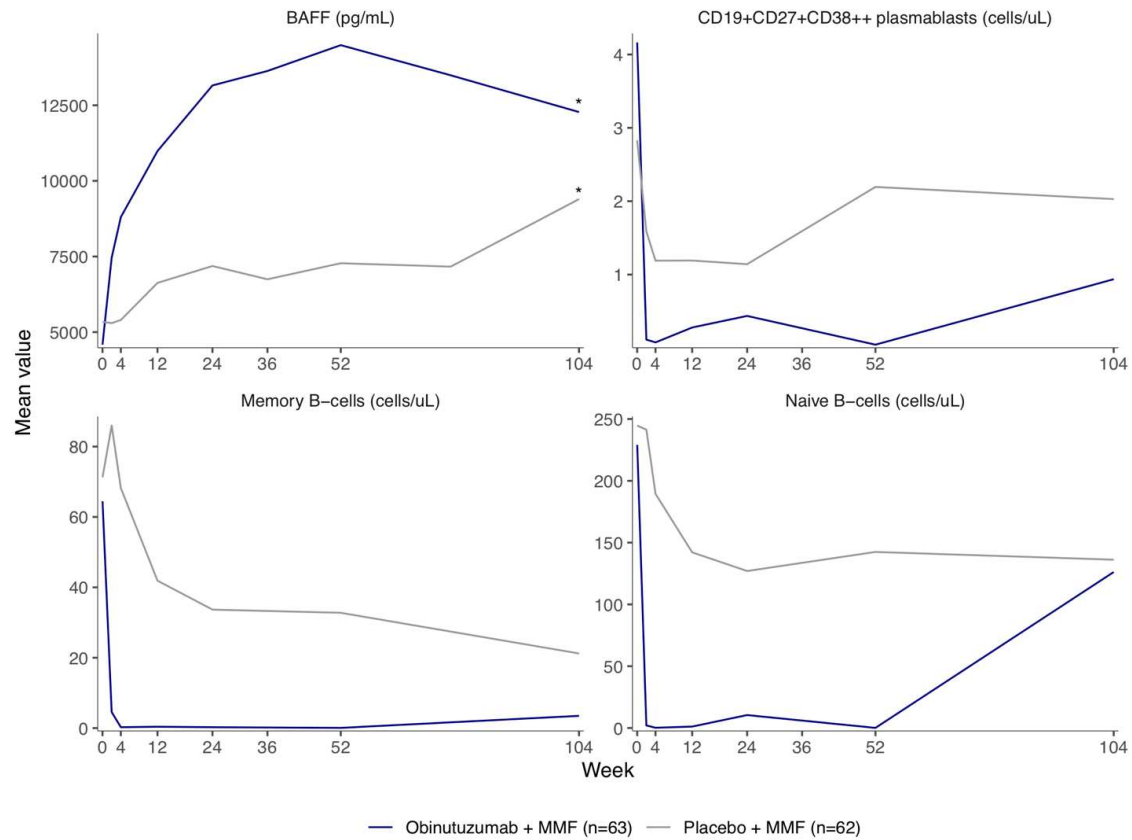 BAFF (pg/mL)
12500
10000
7500
5000
0 4 12 24 36 52 104
*
*
CD19+CD27+CD38++ plasmablasts (cells/uL)
4
3
2
1
0 4 12 24 36 52 104
Mean value
Memory B−cells (cells/uL)
80
60
40
20
0
0 4 12 24 36 52 104
Naive B−cells (cells/uL)
250
200
150
100
50
0
0 4 12 24 36 52 104
Week
Obinutuzumab + MMF (n=63) Placebo + MMF (n=62)